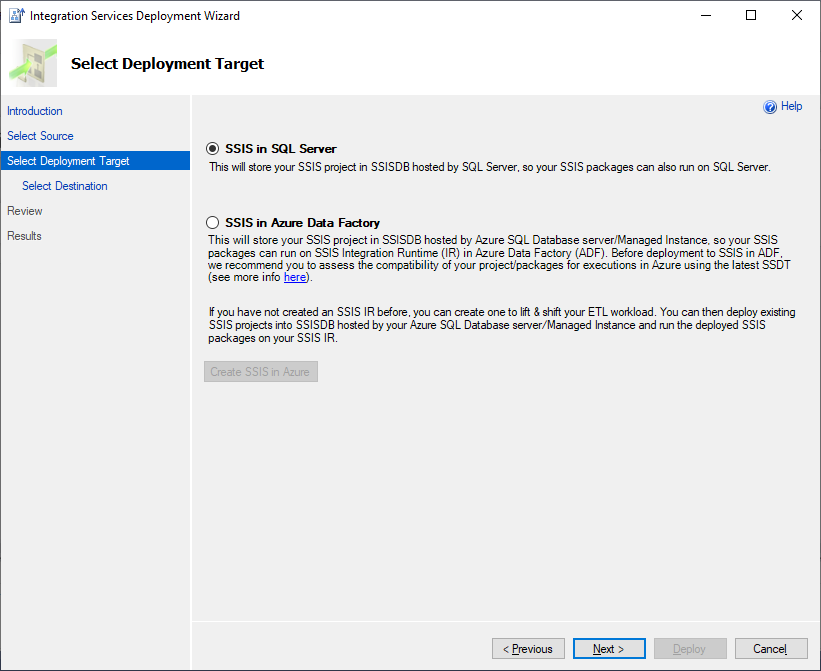 Integration Services Deployment Wizard
Select Deployment Target
Introduction
Select Source
Select Deployment Target
Select Destination
Review
Results
Help
SSIS in SQL Server
This will store your SSIS project in SSISDB hosted by SQL Server, so your SSIS packages can also run on SQL Server.
SSIS in Azure Data Factory
This will store your SSIS project in SSISDB hosted by Azure SQL Database server/Managed Instance, so your SSIS
packages can run on SSIS Integration Runtime (IR) in Azure Data Factory (ADF). Before deployment to SSIS in ADF,
we recommend you to assess the compatibility of your project/packages for executions in Azure using the latest SSDT
(see more info here).
If you have not created an SSIS IR before, you can create one to lift & shift your ETL workload. You can then deploy existing
SSIS projects into SSISDB hosted by your Azure SQL Database server/Managed Instance and run the deployed SSIS
packages on your SSIS IR.
Create SSIS in Azure
< Previous
Next >
Deploy
Cancel